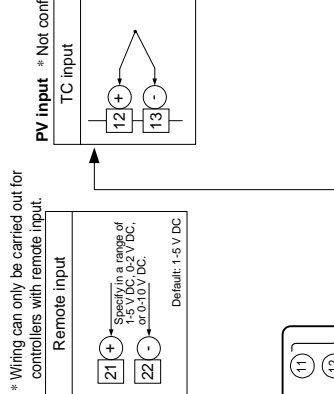 PV input * Not conf
TC input
+
-
12
13
* Wiring can only be carried out for
controllers with remote input.
Remote input
21 +
22 -
Specify in a range of
1-5 V DC, 0-2 V DC,
or 0-10 V DC.
Default: 1-5 V DC
11